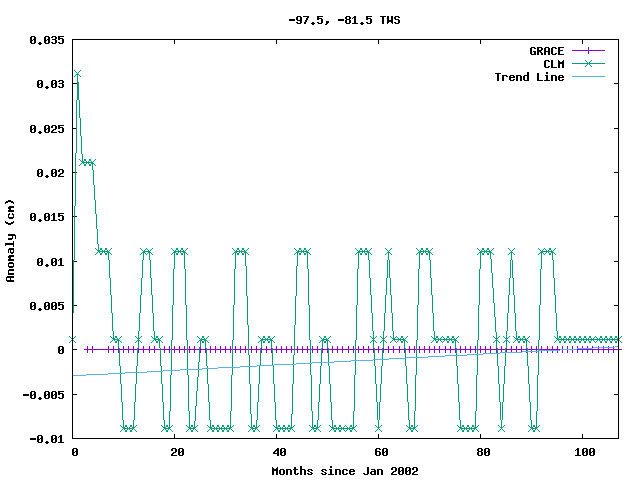 -97.5, -81.5 TWS
GRACE
CLM
Trend Line
0.035
0.03
0.025
0.02
0.015
0.01
0.005
0
-0.005
-0.01
Anomaly (cm)
0 20 40 60 80 100
Months since Jan 2002